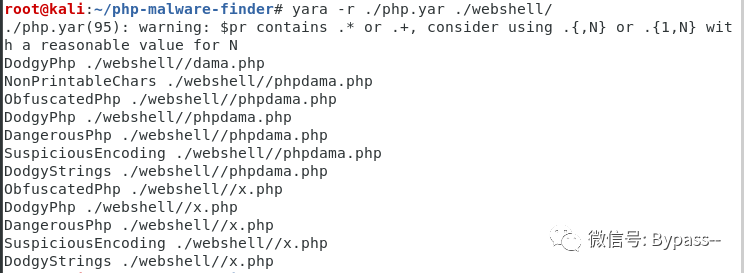 root@kali:~/php-malware-finder# yara -r ./php.yar ./webshell/
./php.yar(95): warning: $pr contains .* or .+, consider using .{,N} or .{1,N} wit
h a reasonable value for N
DodgyPhp ./webshell//dama.php
NonPrintableChars ./webshell//phpdama.php
ObfuscatedPhp ./webshell//phpdama.php
DodgyPhp ./webshell//phpdama.php
DangerousPhp ./webshell//phpdama.php
SuspiciousEncoding ./webshell//phpdama.php
DodgyStrings ./webshell//phpdama.php
ObfuscatedPhp ./webshell//x.php
DodgyPhp ./webshell//x.php
DangerousPhp ./webshell//x.php
SuspiciousEncoding ./webshell//x.php
DodgyStrings ./webshell//x.php
微信号: Bypass--